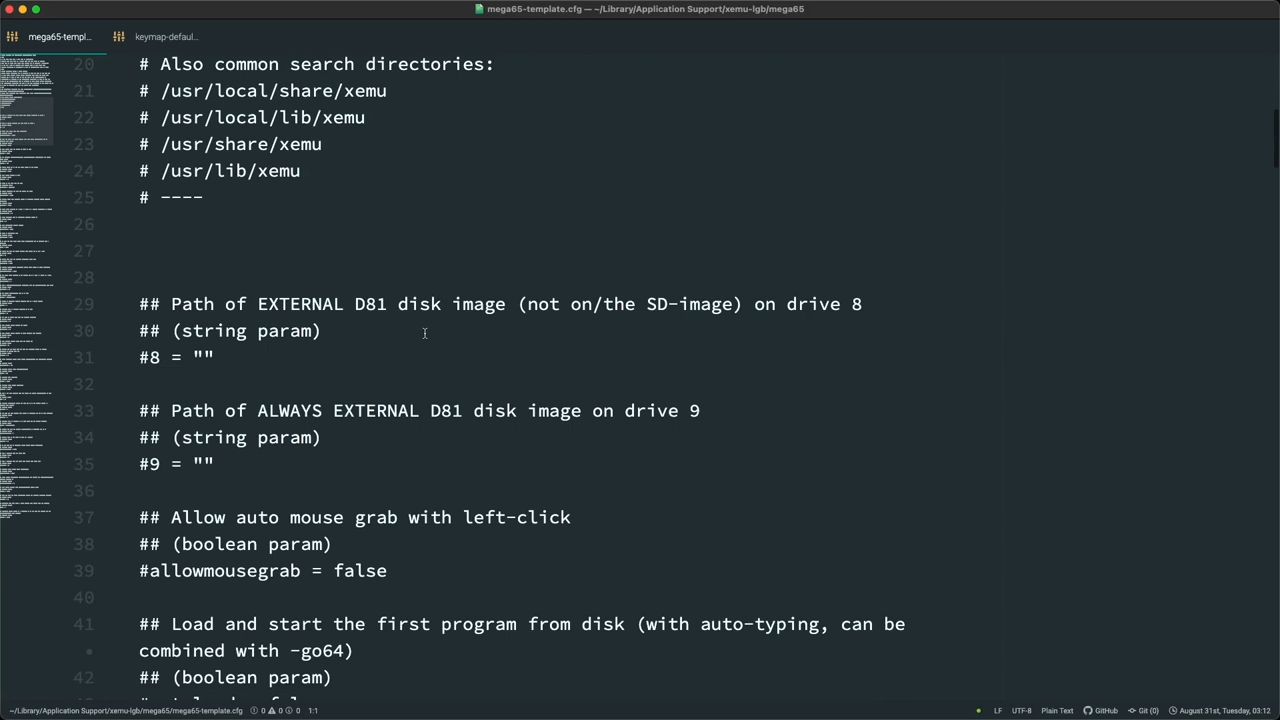 mega65-template.cfg — ~/Library/Application Support/xemu-lgb/mega65
mega65-templ...
keymap-defaul...
20 # Also common search directories:
21 # /usr/local/share/xemu
22 # /usr/local/lib/xemu
23 # /usr/share/xemu
24 # /usr/lib/xemu
25 # ----
26
27
28
29 ## Path of EXTERNAL D81 disk image (not on/the SD-image) on drive 8
30 ## (string param)
31 #8 = ""
32
33 ## Path of ALWAYS EXTERNAL D81 disk image on drive 9
34 ## (string param)
35 #9 = ""
36
37 ## Allow auto mouse grab with left-click
38 ## (boolean param)
39 #allowmousegrab = false
40
41 ## Load and start the first program from disk (with auto-typing, can be
• combined with -go64)
42 ## (boolean param)
~/Library/Application Support/xemu-lgb/mega65/mega65-template.cfg 0 0 0 1:1 LF UTF-8 Plain Text GitHub Git (0) August 31st, Tuesday, 03:12